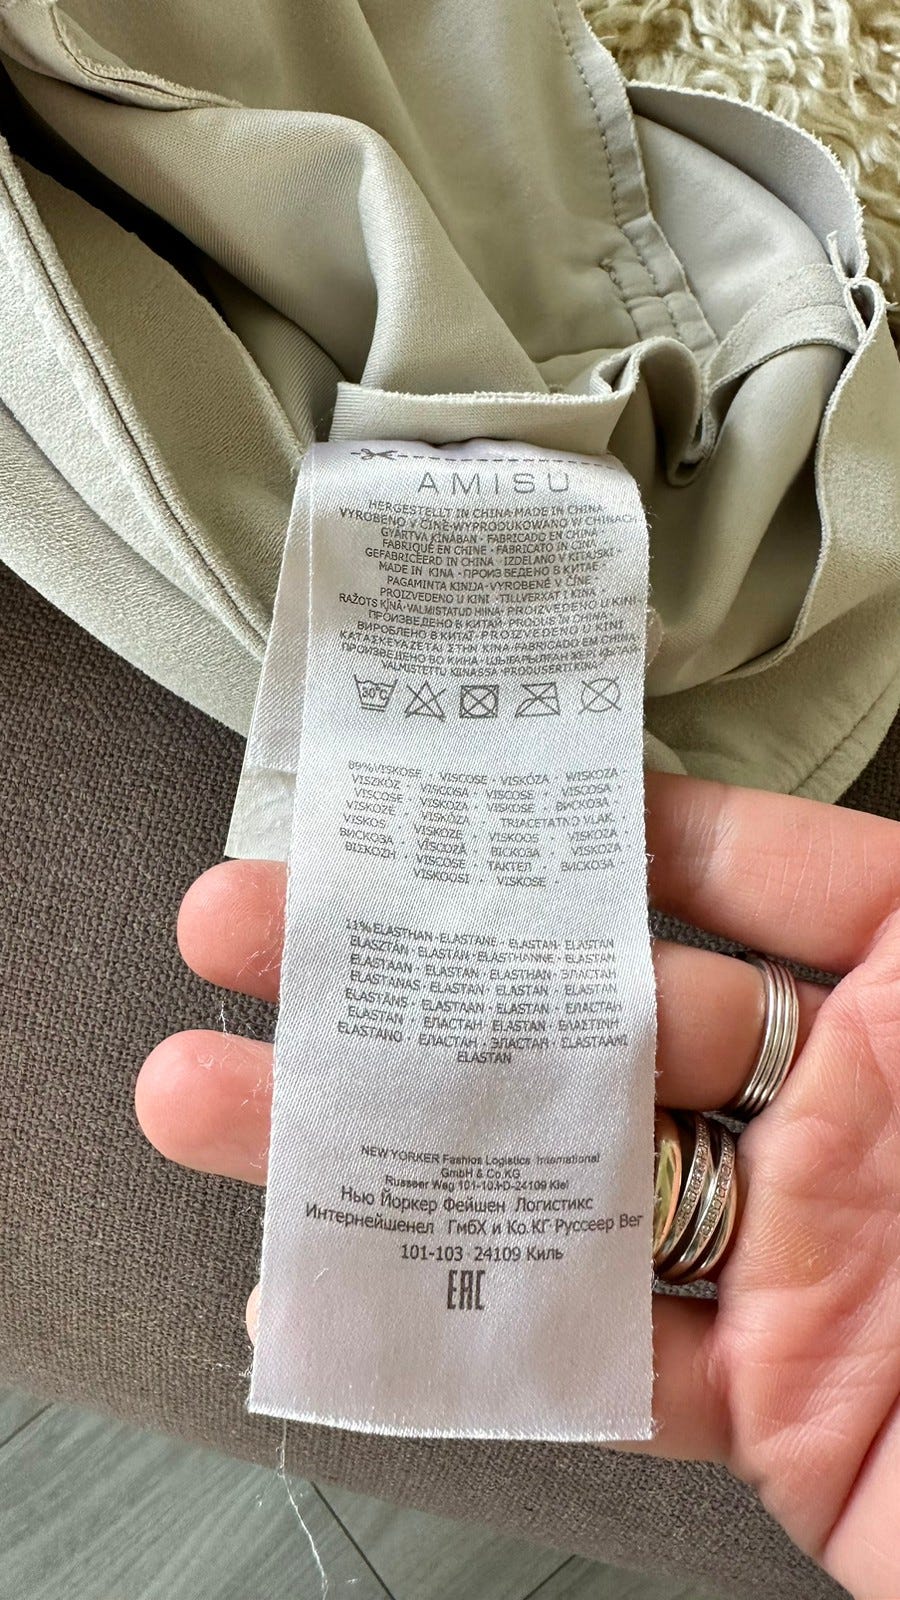 AMISU
HERGESTELLT IN CHINA·MADE IN CHINA
VYROBENO V ČÍNE·WYPRODUKOWANO W CHINACH
GYÁRTVA KÍNÁBAN · FABRICADO EN CHINA
FABRIQUÉ EN CHINE · FABRICATO IN CINA
GEFABRICEERD IN CHINA · IZDELANO V KITAJSKI ·
MADE IN KINA · ПРОИЗВЕДЕНО В КИТАЕ ·
PAGAMINTA KINIJA · VYROBENÉ V ČÍNE ·
PROIZVEDENO U KINI · TILLVERKAT I KINA ·
RAŽOTS ĶĪNĀ · VALMISTATUD HIINA · PROIZVEDENO U KINI ·
ПРОИЗВЕДЕНО В КИТАЙ · PRODUS IN CHINA ·
ВИРОБЛЕНО В КИТАЇ · PROIZVEDENO U KINI
ΚΑΤΑΣΚΕΥΑΖΕΤΑΙ ΣΤΗΝ ΚΙΝΑ · FABRICADO EM CHINA ·
ПРОИЗВЕДЕНО ВО КИНА ·
VALMISTETTU KIINASSA · PRODUSERT I KINA
30°C
89%VISKOSE · VISCOSE · VISKÓZA · WISKOZA ·
VISZKÓZ · VISCOSA · VISCOSE · VISCOSA ·
VISCOSE · VISKOZA · VISKOSE · ВИСКОЗА ·
VISKOZE · VISKÓZA · TRIACETATNO VLAK. ·
VISKOS · VISKOZE · VISKOOS · VISKOZA ·
ВИСКОЗА · VISCOZĂ · ВІСКОЗА · VISKOZA ·
ΒΙΣΚΟΖΗ · VISCOSE · ТАКТЕЛ · ВИСКОЗА ·
VISKOOSI · VISKOSE ·
11%ELASTHAN · ELASTANE · ELASTAN · ELASTAN
ELASZTÁN · ELASTÁN · ELASTHANNE · ELASTAN ·
ELASTAAN · ELASTAN · ELASTHAN · ЭЛАСТАН
ELASTANAS · ELASTAN · ELASTAN · ELASTAN
ELASTĀNS · ELASTAAN · ELASTAN · ЕЛАСТАН
ELASTAN · ЕЛАСТАН · ELASTAN · ΕΛΑΣΤΙΝΗ
ELASTANO · ЕЛАСТАН · ЭЛАСТАН · ELASTAANI
ELASTAN
NEW YORKER Fashion Logistics International
GmbH & Co.KG
Russeer Weg 101-103·D-24109 Kiel
Нью Йоркер Фейшен Логистикс
Интернейшенел ГмбХ и Ко.КГ Руссеер Вег
101-103 24109 Киль
EAC